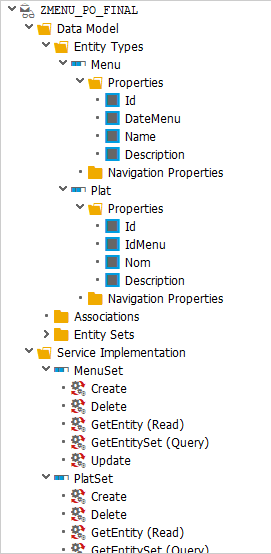 ZMENU_PO_FINAL
Data Model
Entity Types
Menu
Properties
Id
DateMenu
Name
Description
Navigation Properties
Plat
Properties
Id
IdMenu
Nom
Description
Navigation Properties
Associations
Entity Sets
Service Implementation
MenuSet
Create
Delete
GetEntity (Read)
GetEntitySet (Query)
Update
PlatSet
Create
Delete
GetEntity (Read)
GetEntitySet (Query)